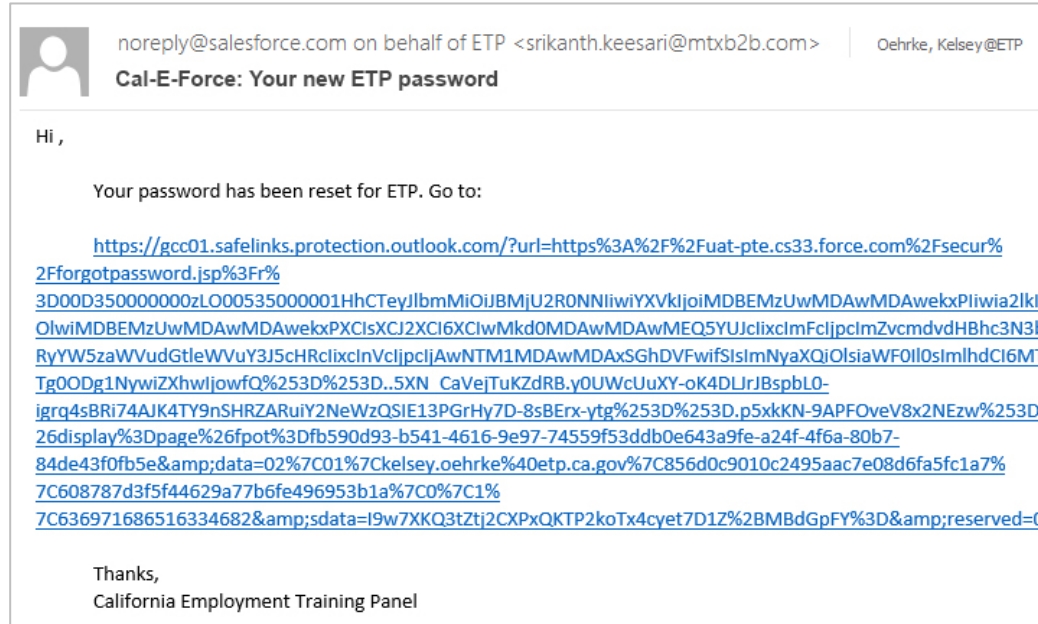 noreply@salesforce.com on behalf of ETP <srikanth.keesari@mtxb2b.com>
Oehrke, Kelsey@ETP
Cal-E-Force: Your new ETP password
Hi ,
Your password has been reset for ETP. Go to:
https://gcc01.safelinks.protection.outlook.com/?url=https%3A%2F%2Fuat-pte.cs33.force.com%2Fsecur%
2Fforgotpassword.jsp%3Fr%
3D00D350000000zLO00535000001HhCTeyJlbmMiOiJBMjU2R0NNIiwiYXVkIjoiMDBEMzUwMDAwMDAwekxPIiwia2lkI
OlwiMDBEMzUwMDAwMDAwekxPXCIsXCJ2XCI6XCIwMkd0MDAwMDAwMEQ5YUJcIixcImFcIjpcImZvcmdvdHBhc3N3b
RyYW5zaWVudGtleWVuY3J5cHRcIixcInVcIjpcIjAwNTM1MDAwMDAxSGhDVFwifSIsImNyaXQiOlsiaWF0Il0sImlhdCI6MT
Tg0ODg1NywiZXhwIjowfQ%253D%253D..5XN_CaVejTuKZdRB.y0UWcUuXY-oK4DLJrJBspbL0-
igrq4sBRi74AJK4TY9nSHRZARuiY2NeWzQSIE13PGrHy7D-8sBErx-ytg%253D%253D.p5xkKN-9APFOveV8x2NEzw%253D
26display%3Dpage%26fpot%3Dfb590d93-b541-4616-9e97-74559f53ddb0e643a9fe-a24f-4f6a-80b7-
84de43f0fb5e&amp;data=02%7C01%7Ckelsey.oehrke%40etp.ca.gov%7C856d0c9010c2495aac7e08d6fa5fc1a7%
7C608787d3f5f44629a77b6fe496953b1a%7C0%7C1%
7C636971686516334682&amp;sdata=I9w7XKQ3tZtj2CXPxQKTP2koTx4cyet7D1Z%2BMBdGpFY%3D&amp;reserved=0
Thanks,
California Employment Training Panel